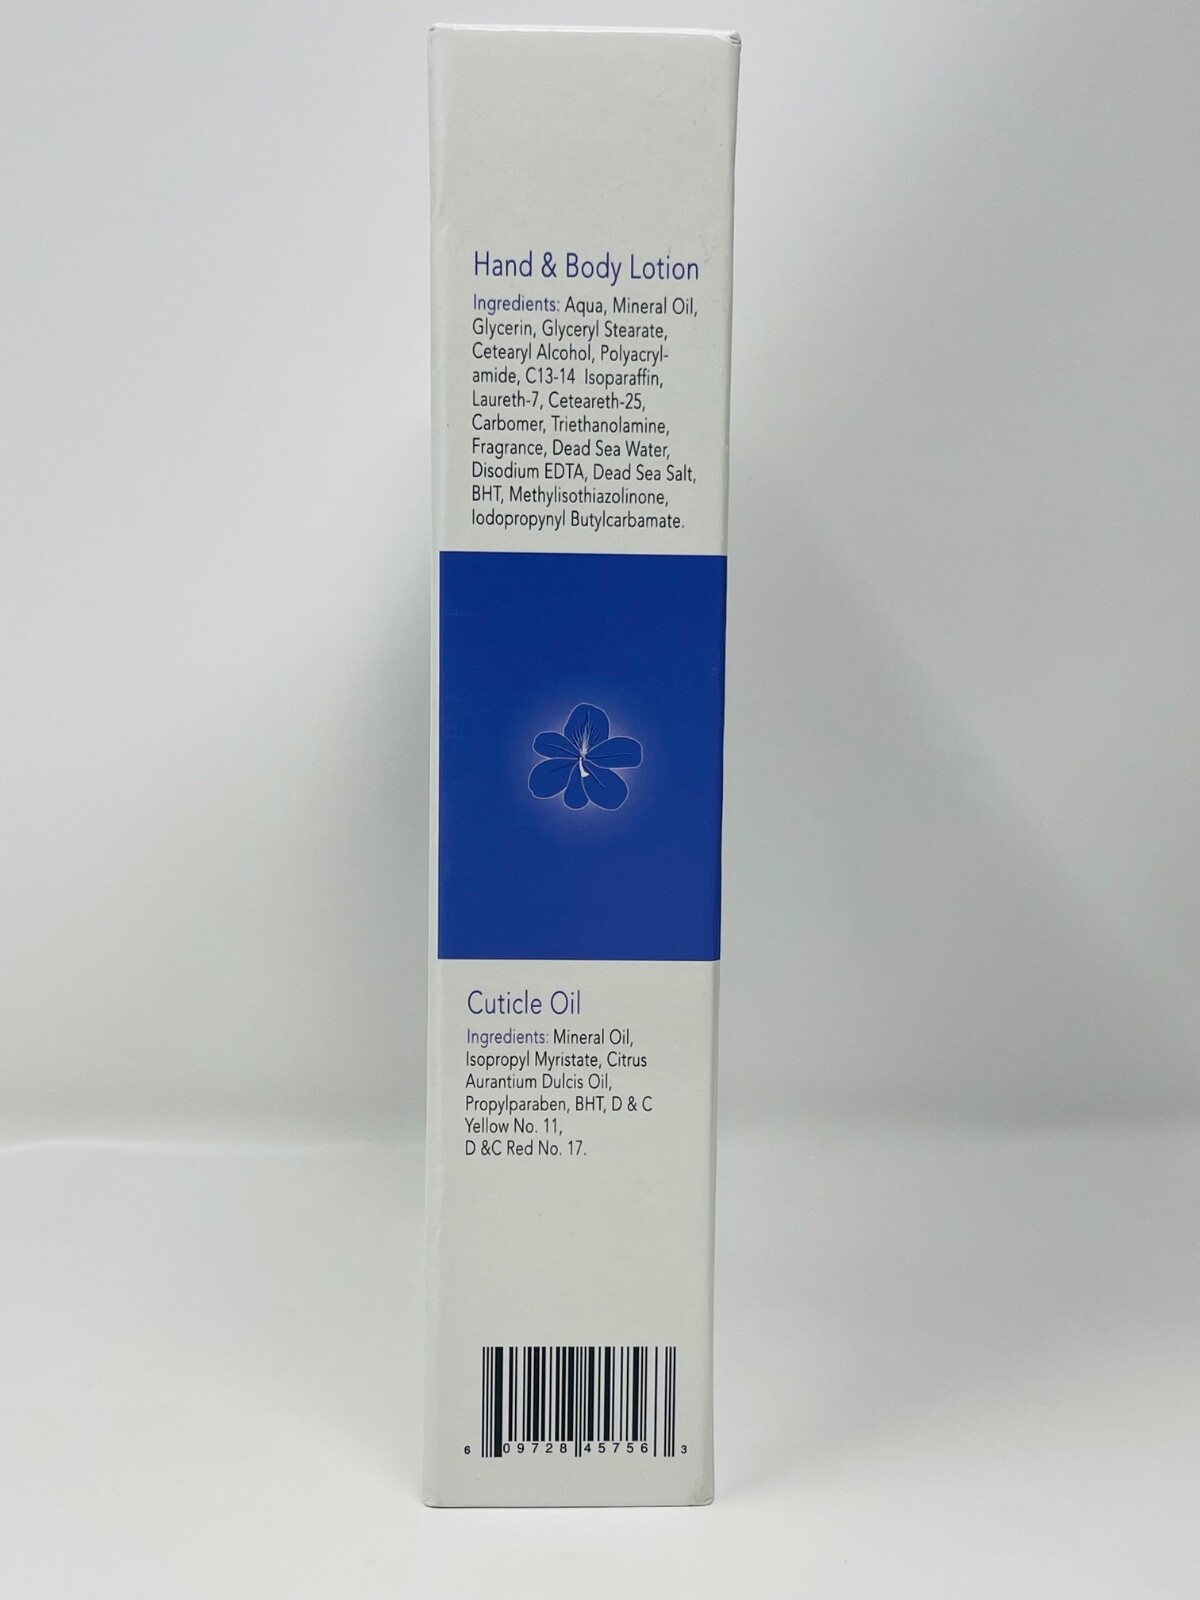 Hand & Body Lotion
Ingredients: Aqua, Mineral Oil,
Glycerin, Glyceryl Stearate,
Cetearyl Alcohol, Polyacryl-
amide, C13-14 Isoparaffin,
Laureth-7, Ceteareth-25,
Carbomer, Triethanolamine,
Fragrance, Dead Sea Water,
Disodium EDTA, Dead Sea Salt,
BHT, Methylisothiazolinone,
Iodopropynyl Butylcarbamate.
Cuticle Oil
Ingredients: Mineral Oil,
Isopropyl Myristate, Citrus
Aurantium Dulcis Oil,
Propylparaben, BHT, D & C
Yellow No. 11,
D &C Red No. 17.
6 09728 45756 3